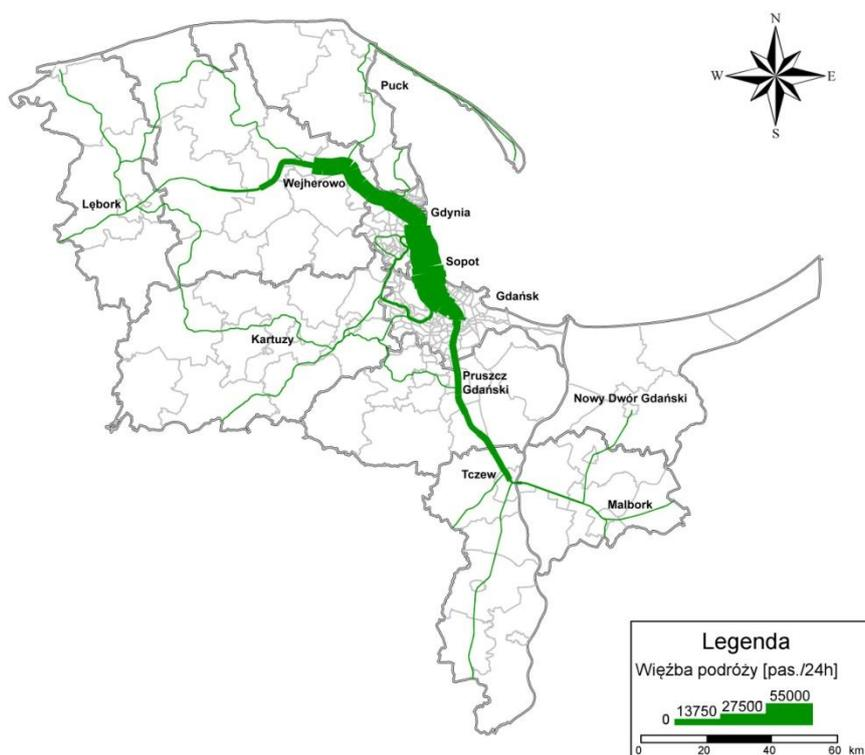 N
W E
S
Puck
Wejherowo
Lębork
Gdynia
Sopot
Gdańsk
Kartuzy
Pruszcz
Gdański
Nowy Dwór Gdański
Tczew
Malbork
Legenda
Więźba podróży [pas./24h]
0 13750 27500 55000
0 20 40 60
km